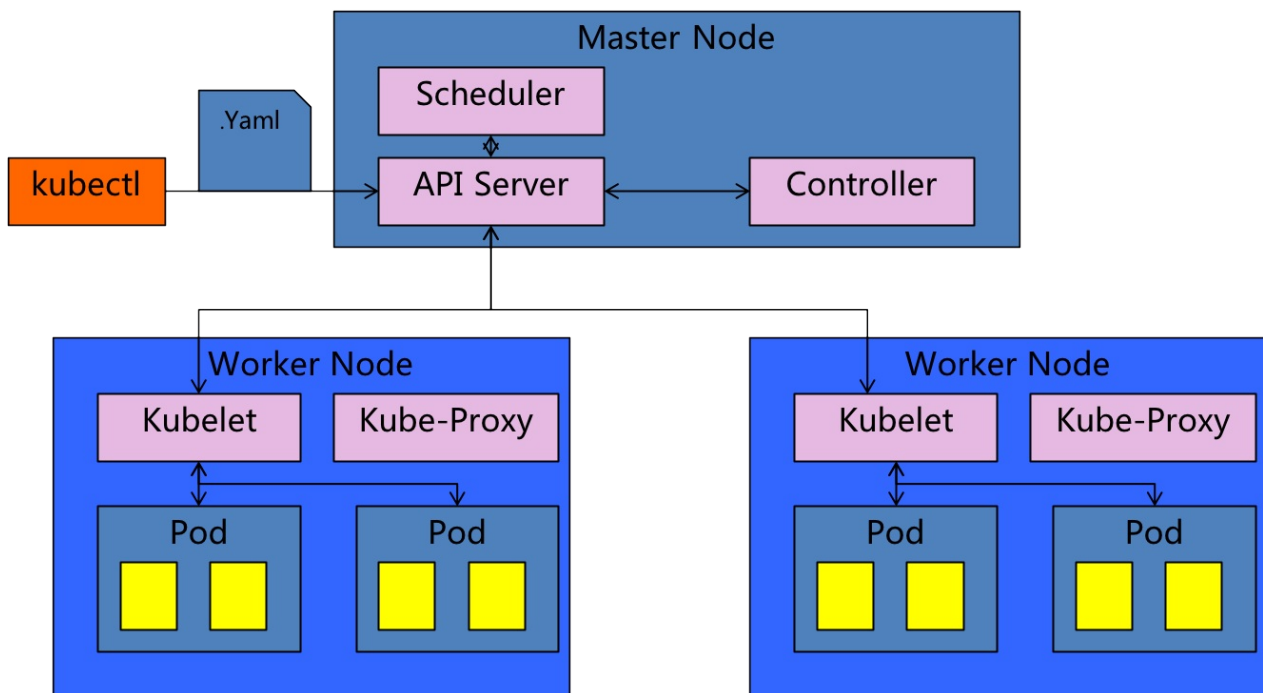 Master Node
Scheduler
.Yaml
kubectl
API Server
Controller
Worker Node
Kubelet
Kube-Proxy
Pod
Pod
Worker Node
Kubelet
Kube-Proxy
Pod
Pod